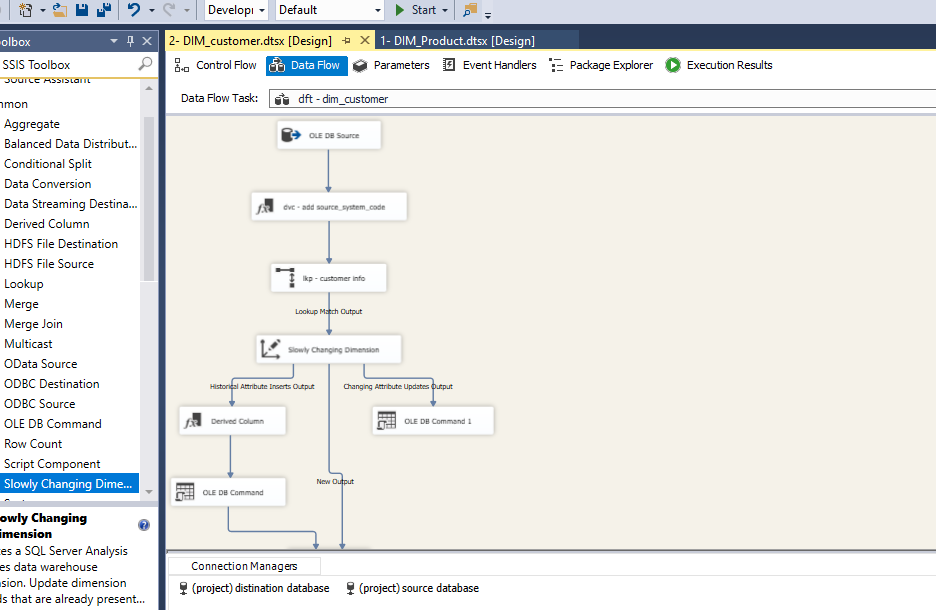 Developı
Default
Start
oolbox
2- DIM_customer.dtsx [Design]
1- DIM_Product.dtsx [Design]
SSIS Toolbox
Control Flow
Data Flow
Parameters
Event Handlers
Package Explorer
Execution Results
Source Assistant
mmon
Data Flow Task:
dft - dim_customer
Aggregate
Balanced Data Distribut...
Conditional Split
Data Conversion
Data Streaming Destina...
Derived Column
HDFS File Destination
HDFS File Source
Lookup
Merge
Merge Join
Multicast
OData Source
ODBC Destination
ODBC Source
OLE DB Command
Row Count
Script Component
Slowly Changing Dime...
OLE DB Source
dvc - add source_system_code
lkp - customer info
Lookup Match Output
Slowly Changing Dimension
Historical Attribute Inserts Output
Changing Attribute Updates Output
Derived Column
OLE DB Command 1
New Output
OLE DB Command
owly Changing
imension
es a SQL Server Analysis
es data warehouse
nsion. Update dimension
ds that are already present...
Connection Managers
(project) distination database
(project) source database